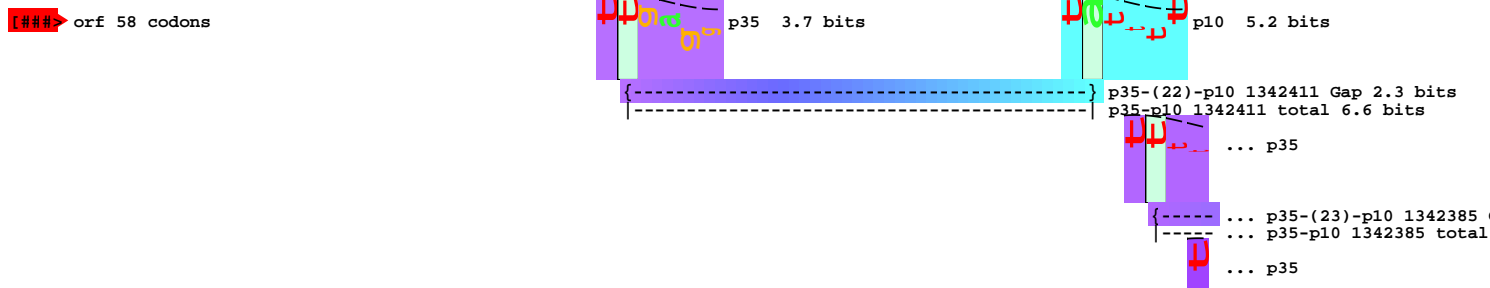 [###> orf 58 codons
t t g a g g p35 3.7 bits
t a t t t t p10 5.2 bits
{--------------------------------------------} p35-(22)-p10 1342411 Gap 2.3 bits
|--------------------------------------------| p35-p10 1342411 total 6.6 bits
t t t t ... p35
{----- ... p35-(23)-p10 1342385
|----- ... p35-p10 1342385 total
t ... p35